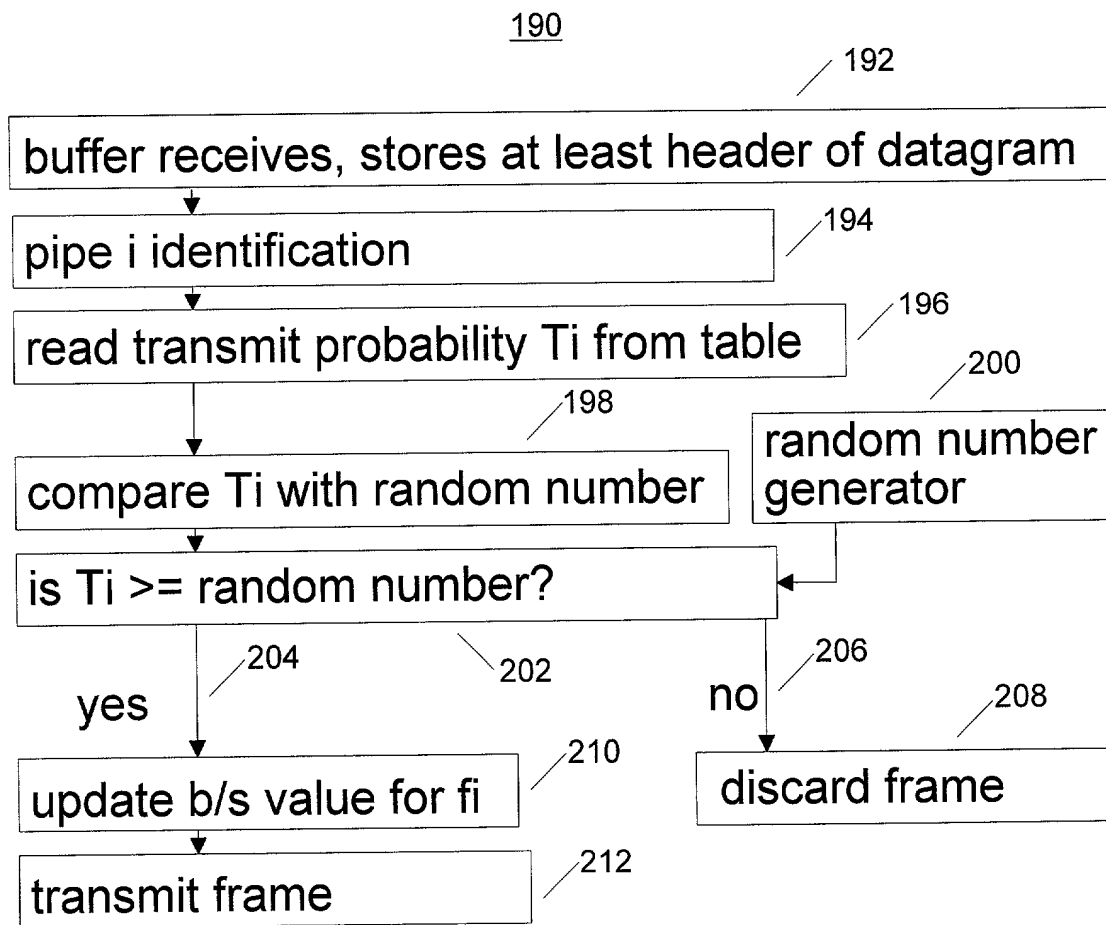 190
192
buffer receives, stores at least header of datagram
194
pipe i identification
196
read transmit probability Ti from table
200
198
random number
generator
compare Ti with random number
is Ti >= random number?
204
202
206
yes
no
208
210
update b/s value for fi
discard frame
212
transmit frame